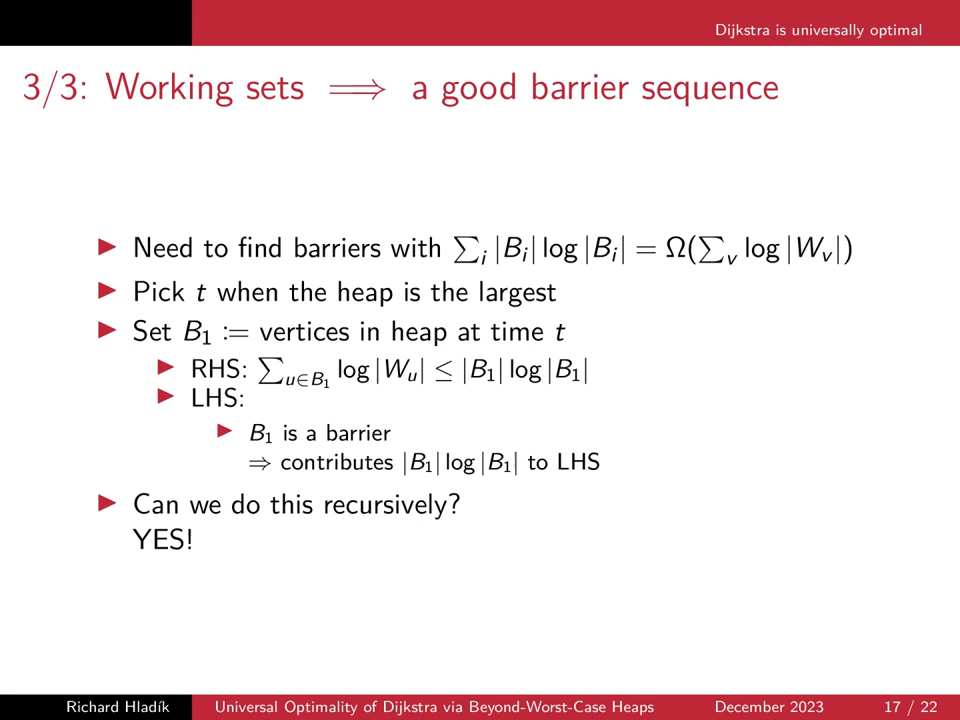 Dijkstra is universally optimal
3/3: Working sets ⟹ a good barrier sequence
▶ Need to find barriers with ∑ᵢ |Bᵢ| log |Bᵢ| = Ω(∑ᵥ log |Wᵥ|)
▶ Pick t when the heap is the largest
▶ Set B₁ := vertices in heap at time t
▶ RHS: ∑_{u∈B₁} log |Wᵤ| ≤ |B₁| log |B₁|
▶ LHS:
▶ B₁ is a barrier
⇒ contributes |B₁| log |B₁| to LHS
▶ Can we do this recursively?
YES!
Richard Hladík Universal Optimality of Dijkstra via Beyond-Worst-Case Heaps December 2023 17 / 22